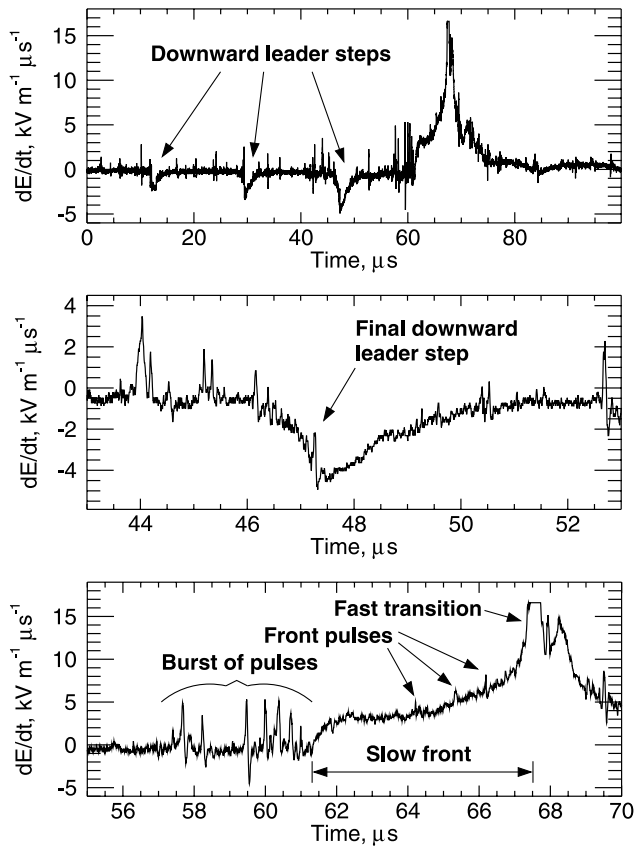 15
10
5
0
-5
dE/dt, kV m⁻¹ μs⁻¹
Downward leader steps
0 20 40 60 80
Time, μs
4
2
0
-2
-4
dE/dt, kV m⁻¹ μs⁻¹
Final downward
leader step
44 46 48 50 52
Time, μs
15
10
5
0
-5
dE/dt, kV m⁻¹ μs⁻¹
Fast transition
Front pulses
Burst of pulses
Slow front
56 58 60 62 64 66 68 70
Time, μs